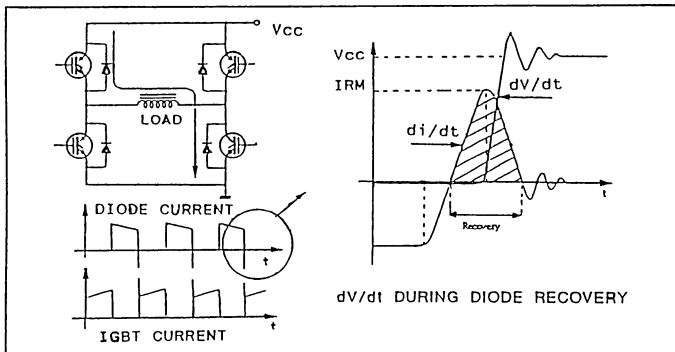 Vcc
LOAD
DIODE CURRENT
t
IGBT CURRENT
t
Vcc
IRM
dV/dt
di/dt
t
Recovery
dV/dt DURING DIODE RECOVERY